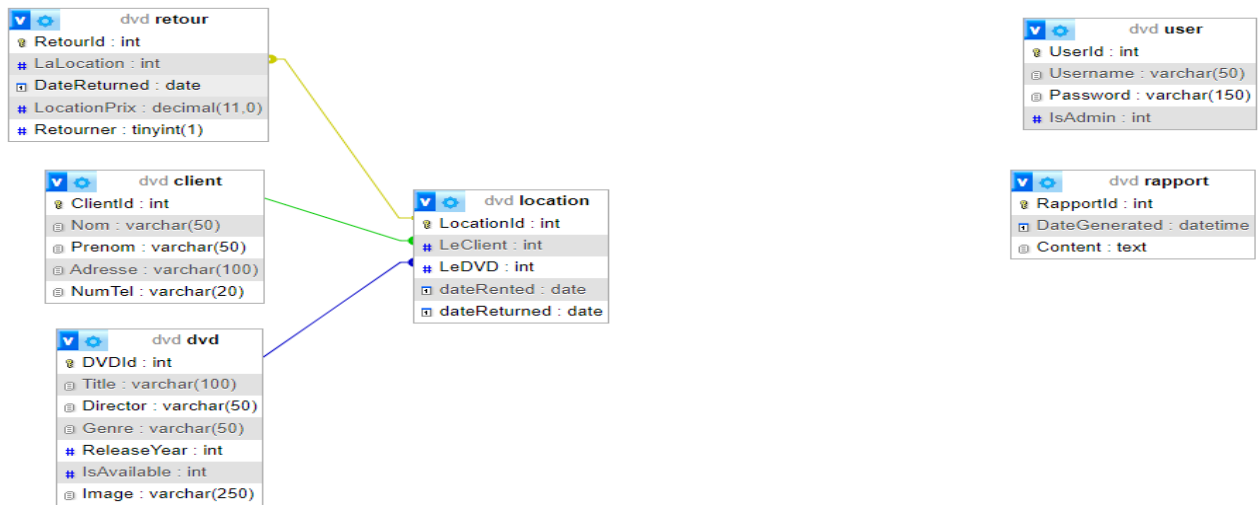 dvd retour
RetourId : int
LaLocation : int
DateReturned : date
LocationPrix : decimal(11,0)
Retourner : tinyint(1)
dvd client
ClientId : int
Nom : varchar(50)
Prenom : varchar(50)
Adresse : varchar(100)
NumTel : varchar(20)
dvd dvd
DVDId : int
Title : varchar(100)
Director : varchar(50)
Genre : varchar(50)
ReleaseYear : int
IsAvailable : int
Image : varchar(250)
dvd location
LocationId : int
LeClient : int
LeDVD : int
dateRented : date
dateReturned : date
dvd user
UserId : int
Username : varchar(50)
Password : varchar(150)
IsAdmin : int
dvd rapport
RapportId : int
DateGenerated : datetime
Content : text